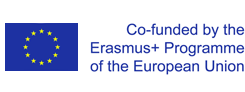 Co-funded by the
Erasmus+ Programme
of the European Union